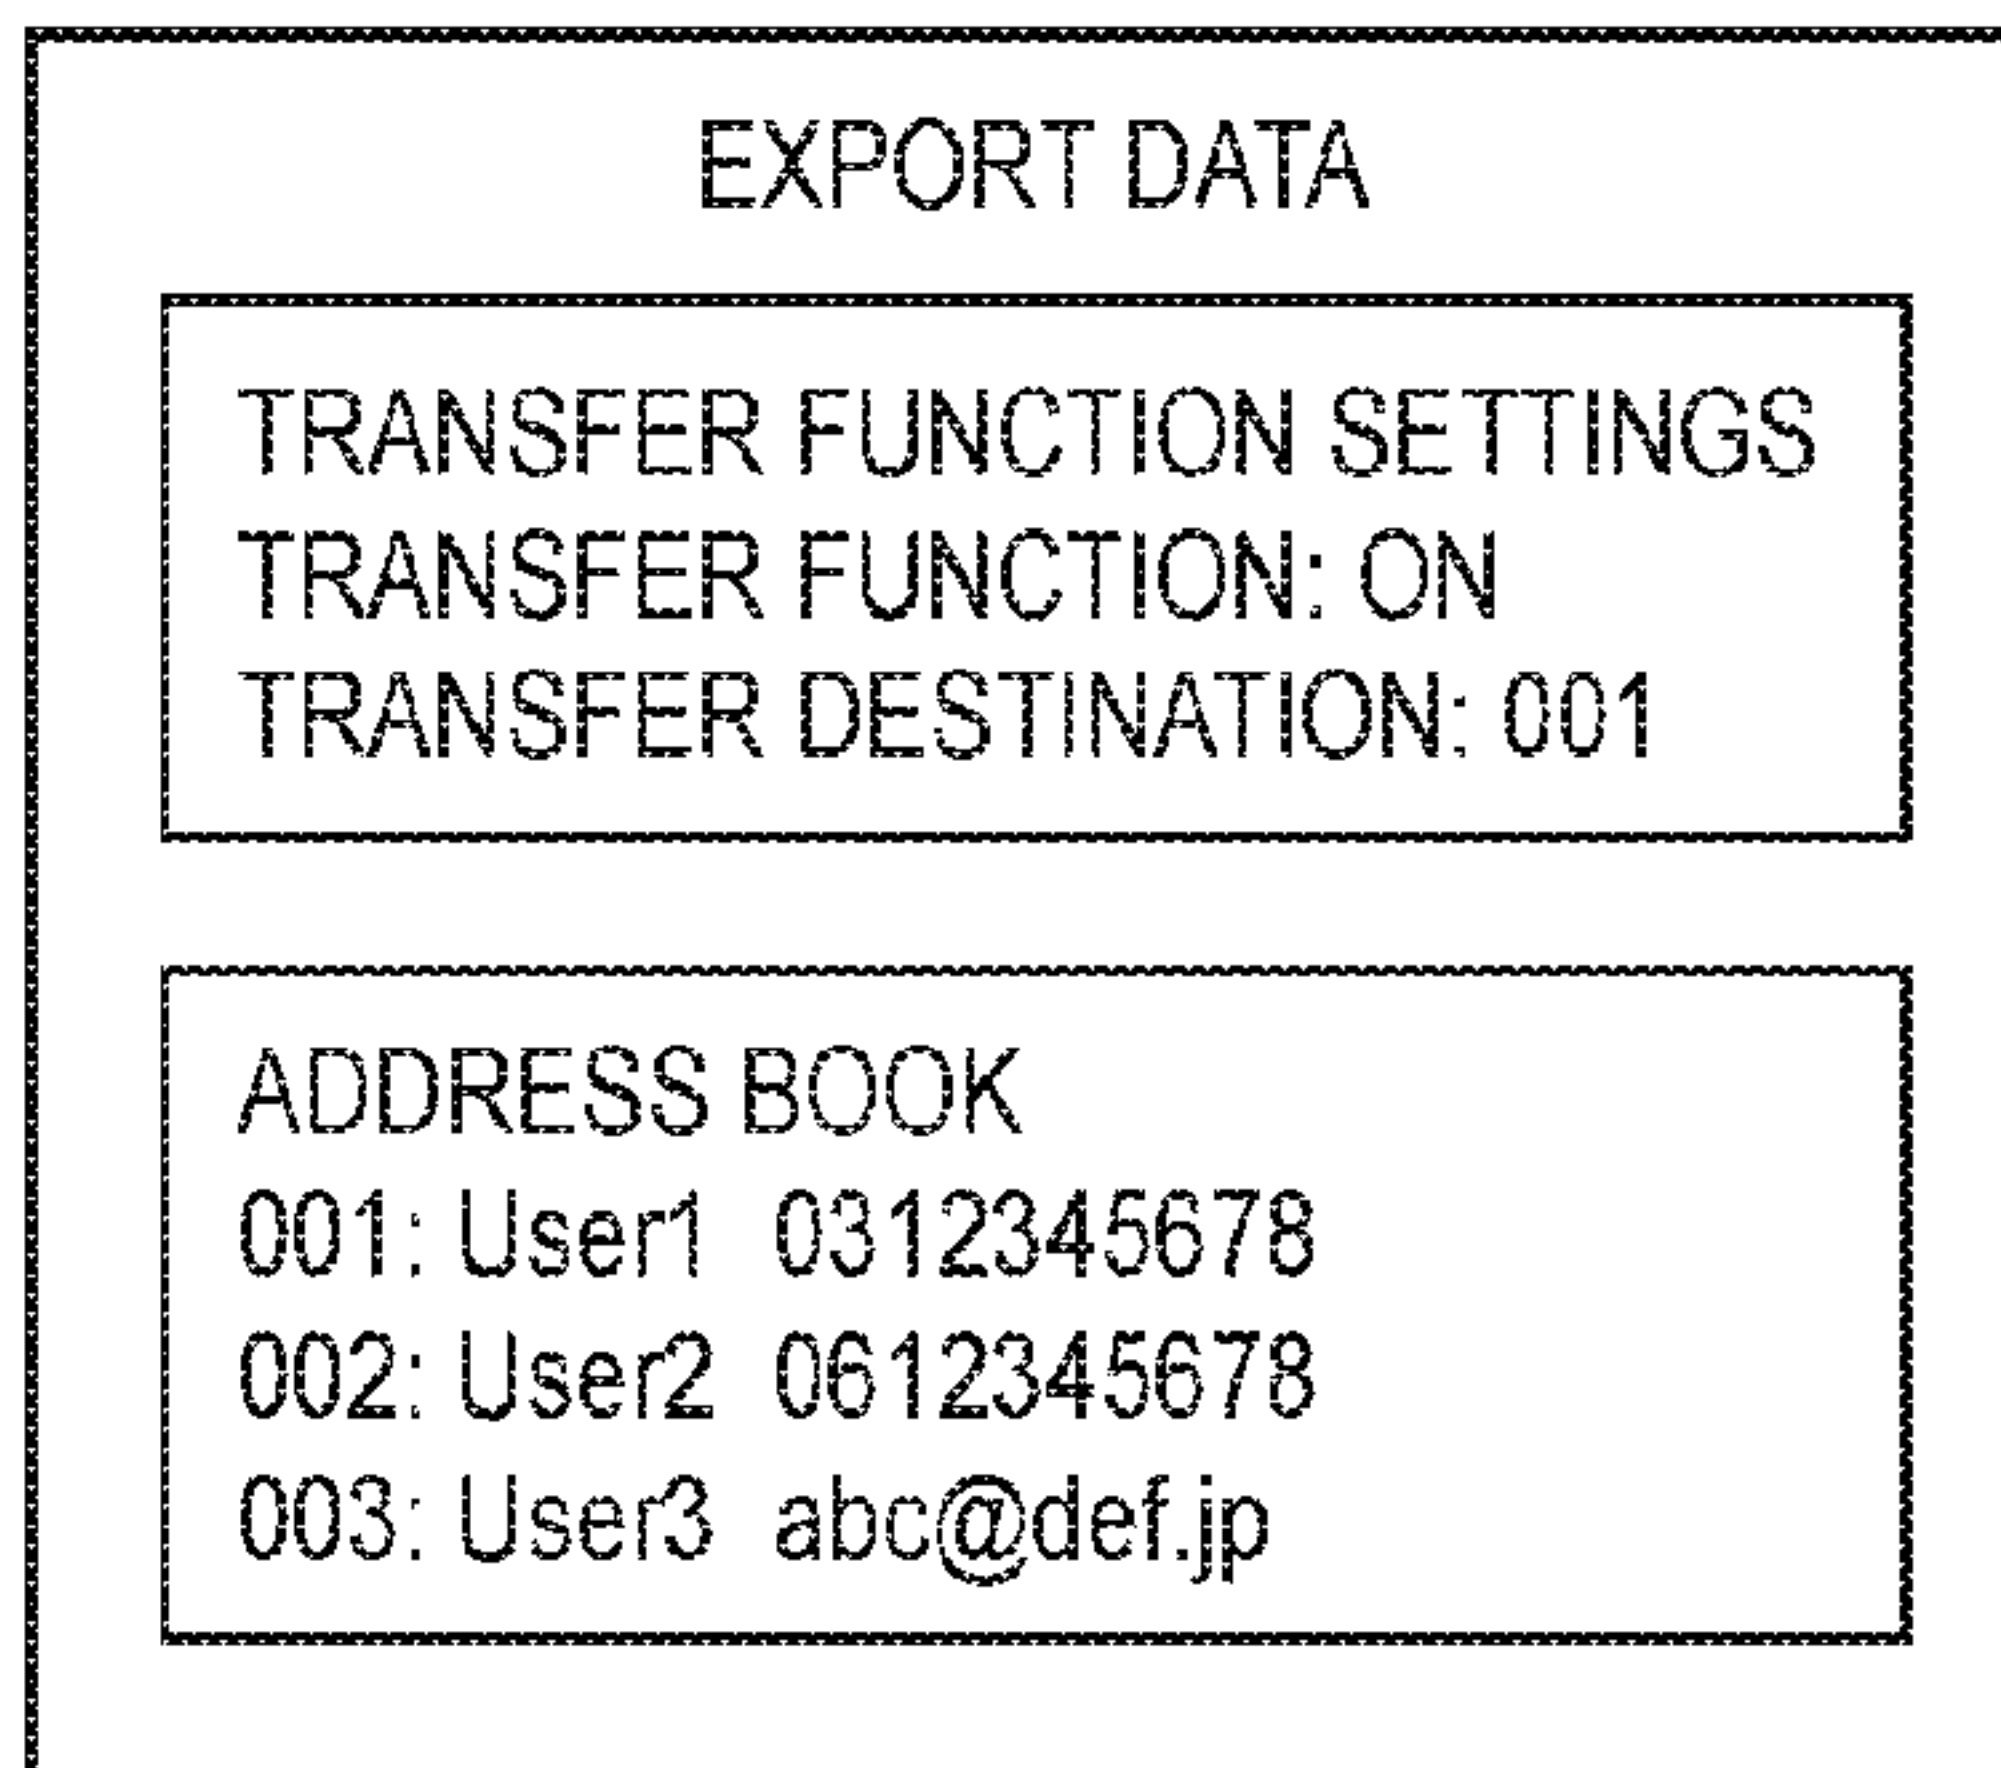 EXPORT DATA
TRANSFER FUNCTION SETTINGS
TRANSFER FUNCTION: ON
TRANSFER DESTINATION: 001
ADDRESS BOOK
001: User1 0312345678
002: User2 0612345678
003: User3 abc@def.jp